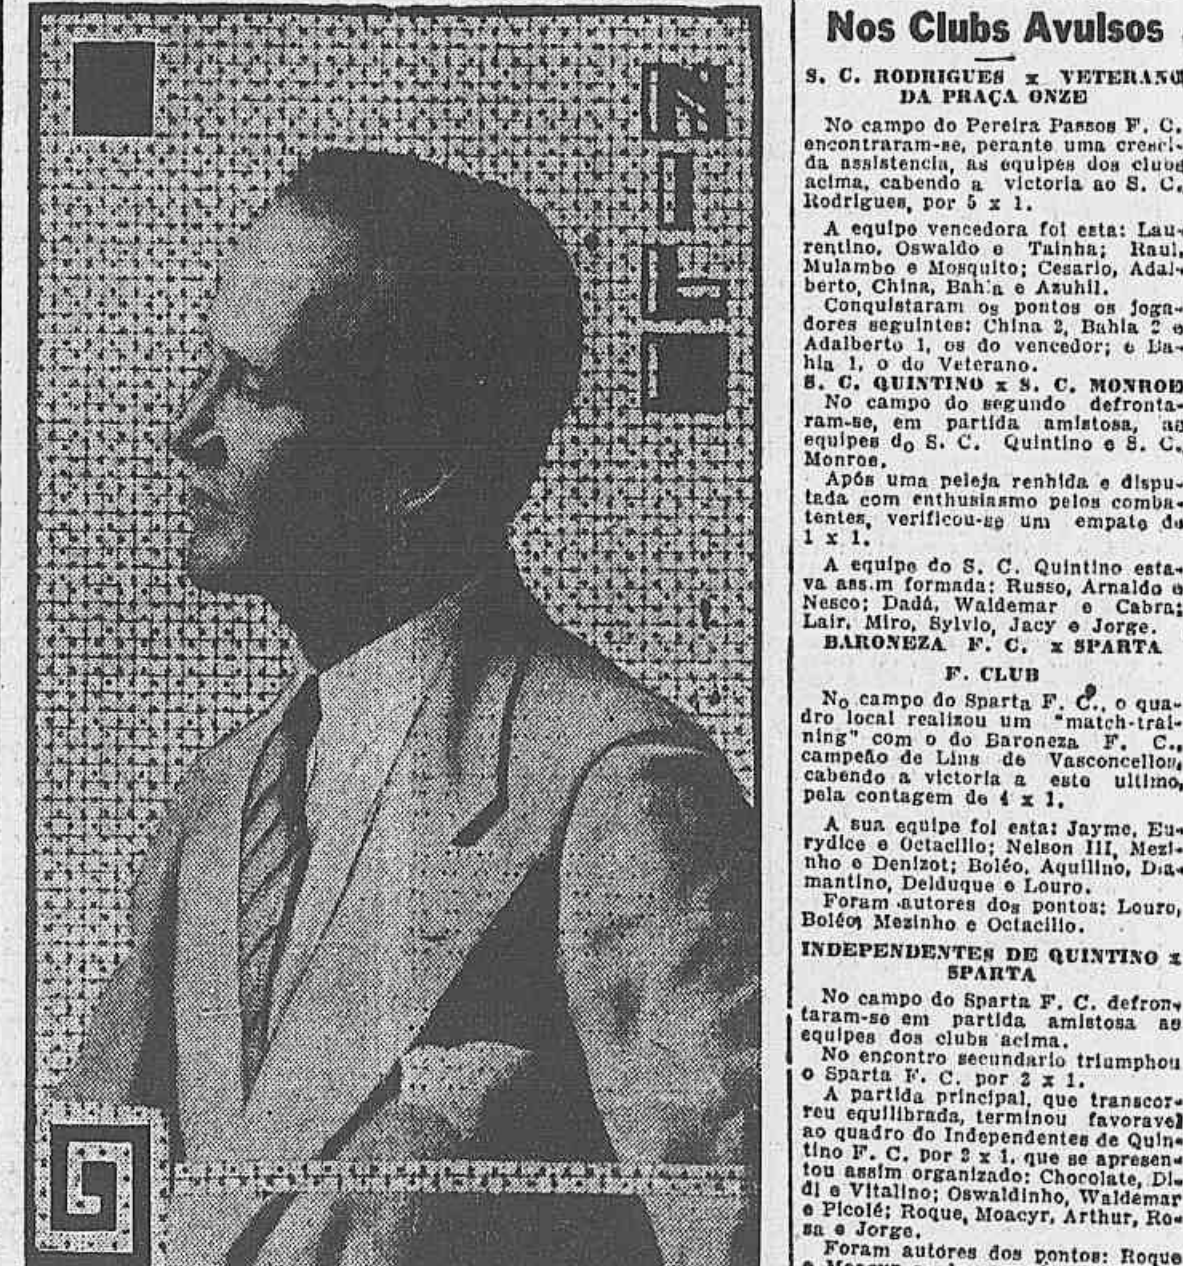 Nos Clubs Avulsos
S. C. RODRIGUES x VETERANO
DA PRAÇA ONZE
No campo do Pereira Passos F. C.
encontraram-se, perante uma cresci-
da assistencia, as equipes dos clubs
acima, cabendo a victoria ao S. C.
Rodrigues, por 5 x 1.
A equipe vencedora foi esta: Lau-
rentino, Oswaldo e Tainha; Raul,
Mulambo e Mosquito; Cesario, Adal-
berto, China, Bahia e Azuhil.
Conquistaram os pontos os joga-
dores seguintes: China 2, Bahia 2 e
Adalberto 1, os do vencedor; e Ba-
hia 1, o do Veterano.
S. C. QUINTINO x S. C. MONROE
No campo do segundo defronta-
ram-se, em partida amistosa, as
equipes do S. C. Quintino e S. C.
Monroe.
Após uma peleja renhida e dispu-
tada com enthusiasmo pelos comba-
tentes, verificou-se um empate de
1 x 1.
A equipe do S. C. Quintino esta-
va assim formada: Russo, Arnaldo e
Nesco; Dadá, Waldemar e Cabra;
Lair, Miro, Sylvio, Jacy e Jorge.
BARONEZA F. C. x SPARTA
F. CLUB
No campo do Sparta F. C., o qua-
dro local realizou um "match-trai-
ning" com o do Baroneza F. C.,
campeão de Lins de Vasconcellos,
cabendo a victoria a este ultimo,
pela contagem de 4 x 1.
A sua equipe foi esta: Jayme, Eu-
rydice e Octacilio; Nelson III, Mezi-
nho e Denizot; Boléo, Aquilino, Dia-
mantino, Delduque e Louro.
Foram autores dos pontos: Louro,
Boléo, Mezinho e Octacilio.
INDEPENDENTES DE QUINTINO x
SPARTA
No campo do Sparta F. C. defron-
taram-se em partida amistosa as
equipes dos clubs acima.
No encontro secundario triumphou
o Sparta F. C. por 2 x 1.
A partida principal, que transcor-
reu equilibrada, terminou favoravel
ao quadro do Independentes de Quin-
tino F. C. por 2 x 1, que se apresen-
tou assim organizado: Chocolate, Di-
di e Vitalino; Oswaldinho, Waldemar
e Picolé; Roque, Moacyr, Arthur, Ro-
sa e Jorge.
Foram autores dos pontos: Roque